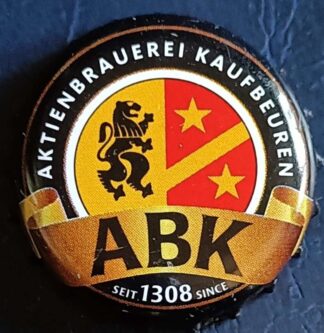 AKTIENBRAUEREI KAUFBEUREN
ABK
SEIT 1308 SINCE